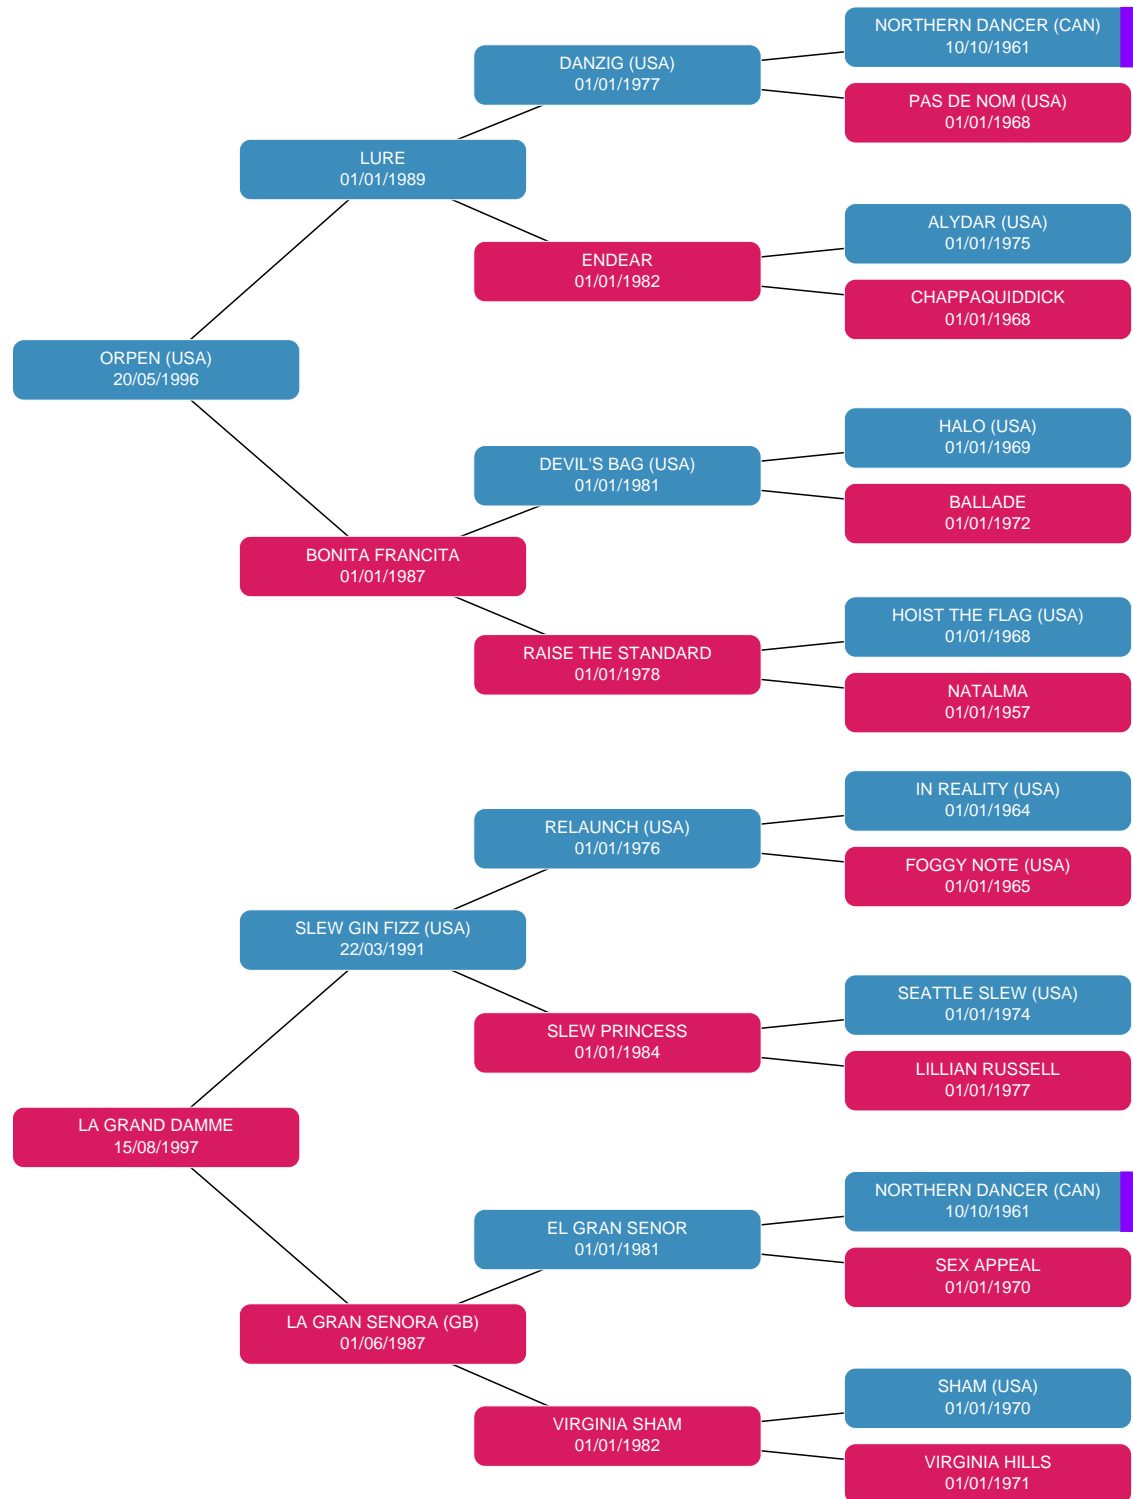 NORTHERN DANCER (CAN)
10/10/1961
DANZIG (USA)
01/01/1977
PAS DE NOM (USA)
01/01/1968
LURE
01/01/1989
ALYDAR (USA)
01/01/1975
ENDEAR
01/01/1982
CHAPPAQUIDDICK
01/01/1968
ORPEN (USA)
20/05/1996
HALO (USA)
01/01/1969
DEVIL'S BAG (USA)
01/01/1981
BALLADE
01/01/1972
BONITA FRANCITA
01/01/1987
HOIST THE FLAG (USA)
01/01/1968
RAISE THE STANDARD
01/01/1978
NATALMA
01/01/1957
IN REALITY (USA)
01/01/1964
RELAUNCH (USA)
01/01/1976
FOGGY NOTE (USA)
01/01/1965
SLEW GIN FIZZ (USA)
22/03/1991
SEATTLE SLEW (USA)
01/01/1974
SLEW PRINCESS
01/01/1984
LILLIAN RUSSELL
01/01/1977
LA GRAND DAMME
15/08/1997
NORTHERN DANCER (CAN)
10/10/1961
EL GRAN SENOR
01/01/1981
SEX APPEAL
01/01/1970
LA GRAN SENORA (GB)
01/06/1987
SHAM (USA)
01/01/1970
VIRGINIA SHAM
01/01/1982
VIRGINIA HILLS
01/01/1971